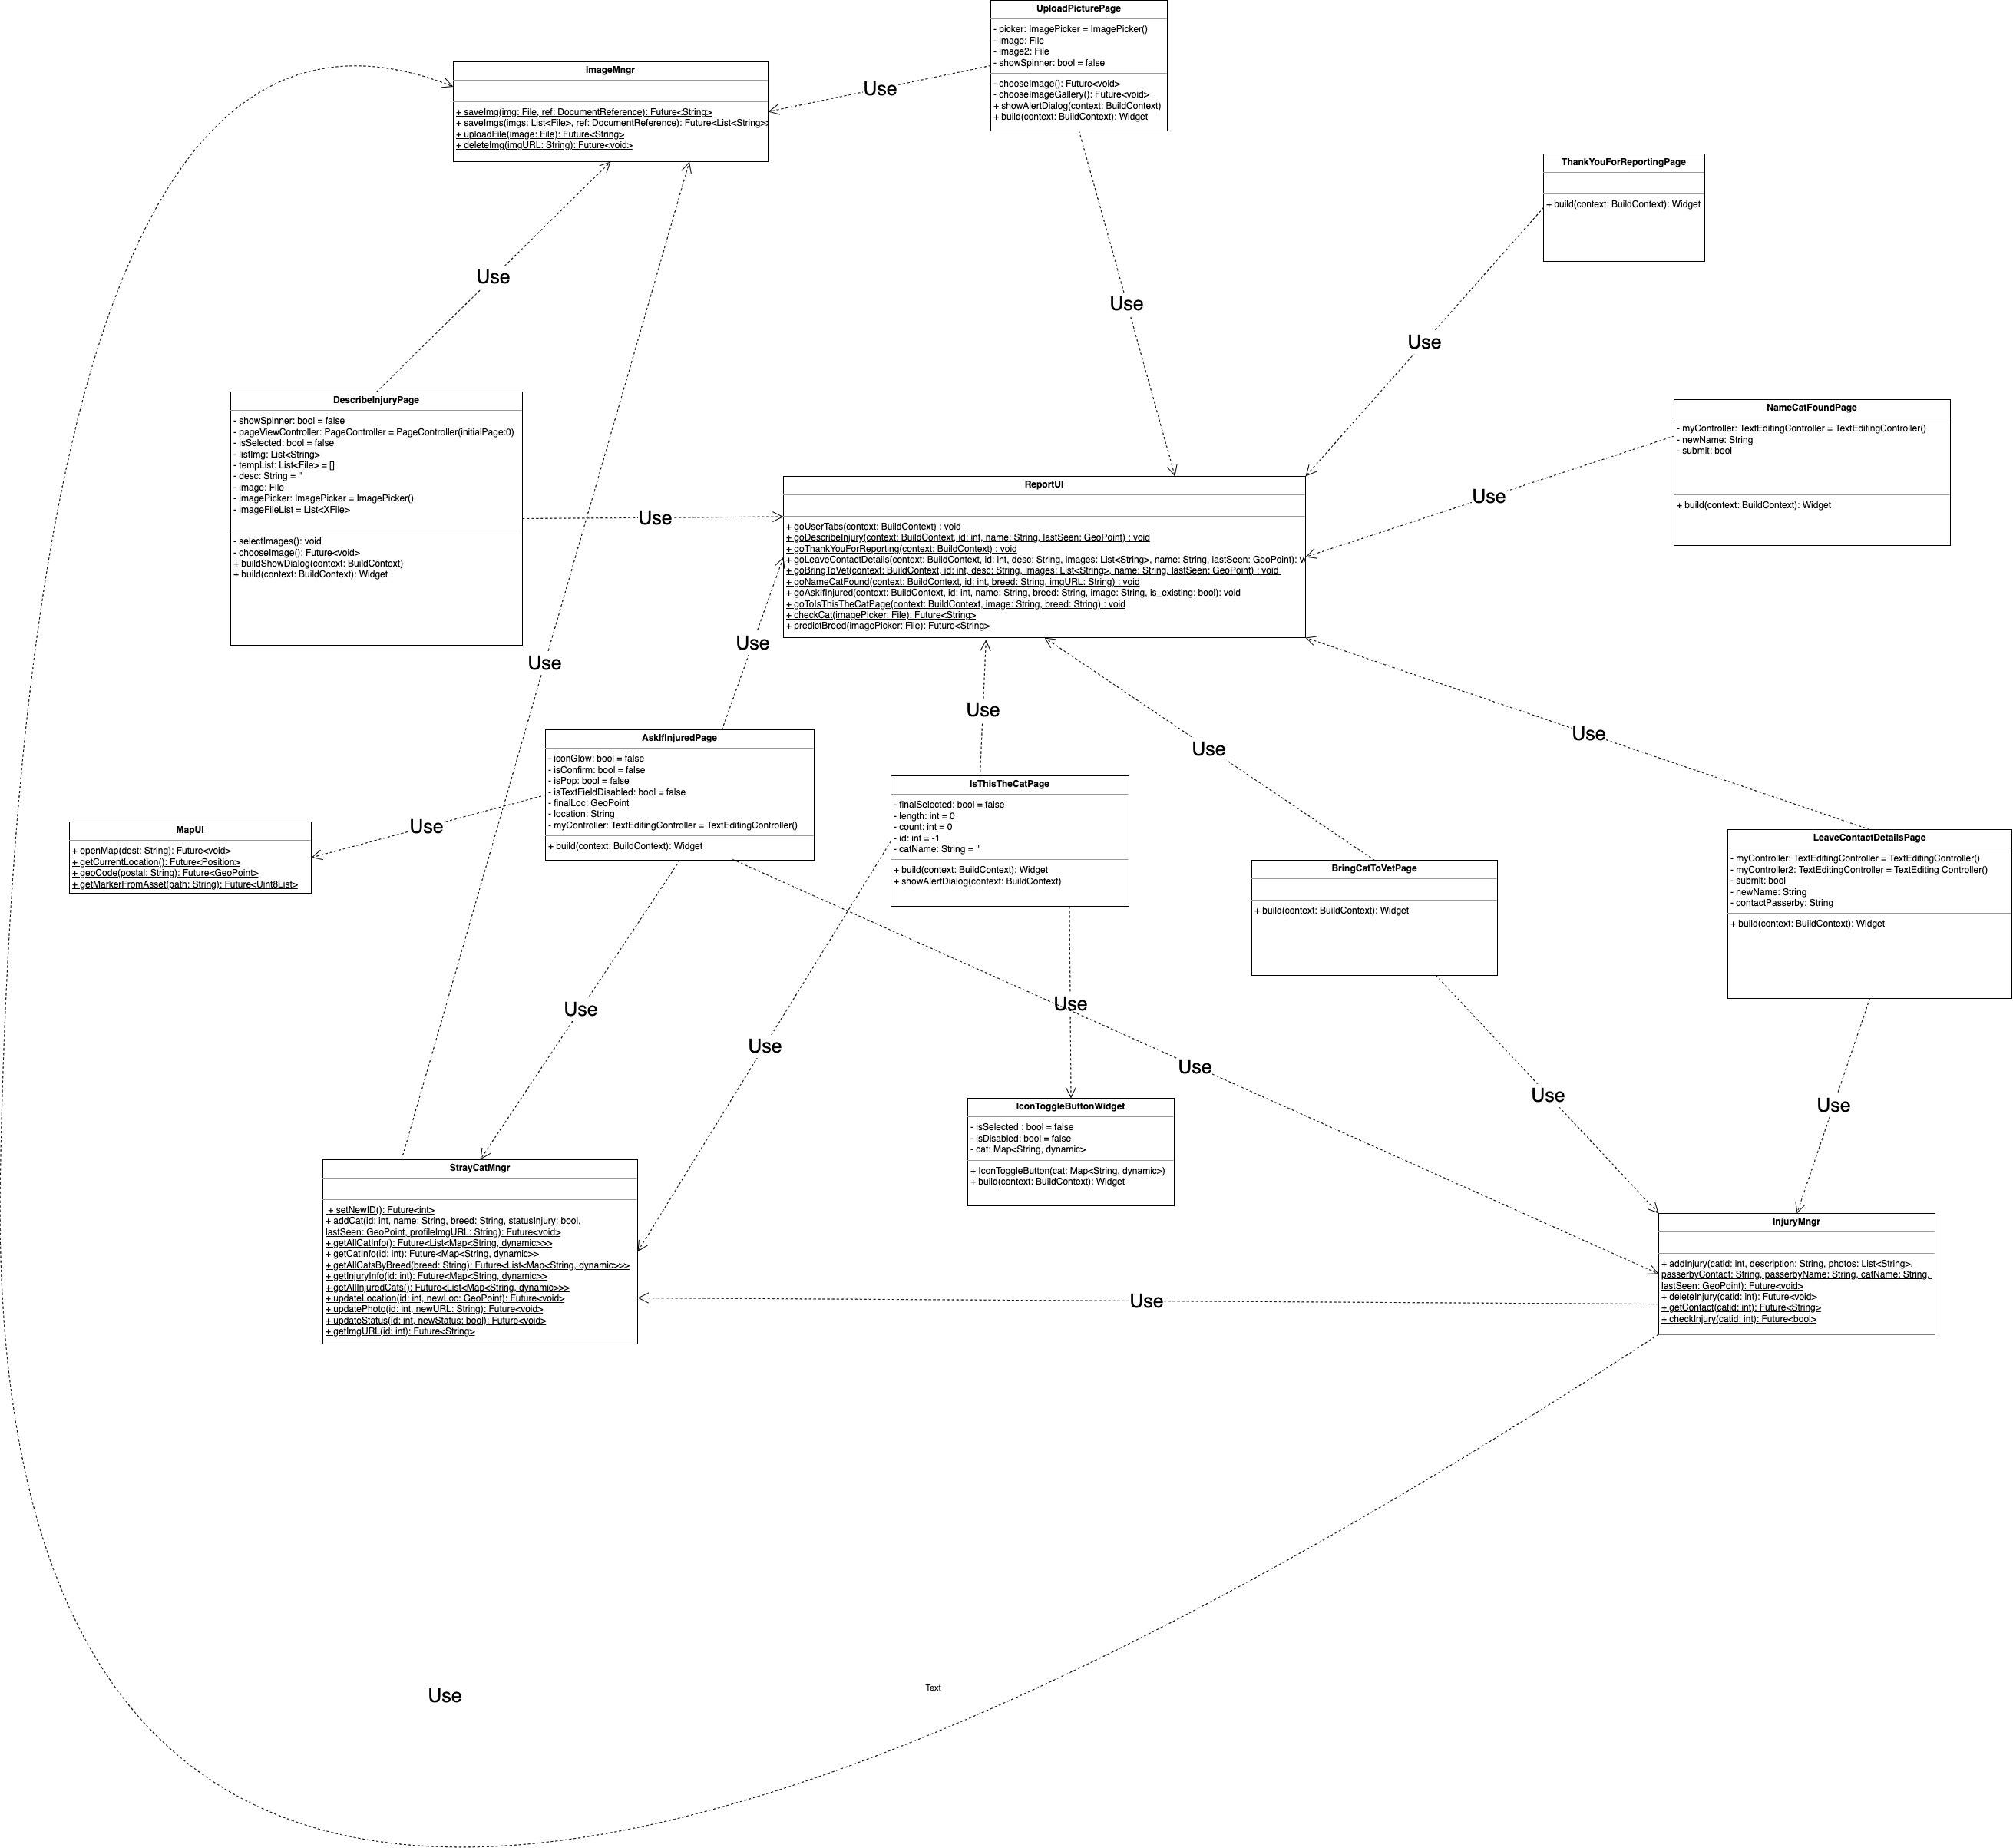 UploadPicturePage
- picker: ImagePicker = ImagePicker()
- image: File
- image2: File
- showSpinner: bool = false
- chooseImage(): Future<void>
- chooseImageGallery(): Future<void>
+ showAlertDialog(context: BuildContext)
+ build(context: BuildContext): Widget
ImageMngr
+ saveImg(img: File, ref: DocumentReference): Future<String>
+ saveImgs(imgs: List<File>, ref: DocumentReference): Future<List<String>>
+ uploadFile(image: File): Future<String>
+ deleteImg(imgURL: String): Future<void>
Use
ThankYouForReportingPage
+ build(context: BuildContext): Widget
Use
Use
Use
DescribeInjuryPage
- showSpinner: bool = false
- pageViewController: PageController = PageController(initialPage:0)
- isSelected: bool = false
- listImg: List<String>
- tempList: List<File> = []
- desc: String = ''
- image: File
- imagePicker: ImagePicker = ImagePicker()
- imageFileList = List<XFile>
- selectImages(): void
- chooseImage(): Future<void>
+ buildShowDialog(context: BuildContext)
+ build(context: BuildContext): Widget
NameCatFoundPage
- myController: TextEditingController = TextEditingController()
- newName: String
- submit: bool
+ build(context: BuildContext): Widget
Use
Use
ReportUI
+ goUserTabs(context: BuildContext) : void
+ goDescribeInjury(context: BuildContext, id: int, name: String, lastSeen: GeoPoint) : void
+ goThankYouForReporting(context: BuildContext) : void
+ goLeaveContactDetails(context: BuildContext, id: int, desc: String, images: List<String>, name: String, lastSeen: GeoPoint): v
+ goBringToVet(context: BuildContext, id: int, desc: String, images: List<String>, name: String, lastSeen: GeoPoint) : void
+ goNameCatFound(context: BuildContext, id: int, breed: String, imgURL: String) : void
+ goAskIfInjured(context: BuildContext, id: int, name: String, breed: String, image: String, is_existing: bool): void
+ goToIsThisTheCatPage(context: BuildContext, image: String, breed: String) : void
+ checkCat(imagePicker: File): Future<String>
+ predictBreed(imagePicker: File): Future<String>
Use
Use
Use
Use
Use
AskIfInjuredPage
- iconGlow: bool = false
- isConfirm: bool = false
- isPop: bool = false
- isTextFieldDisabled: bool = false
- finalLoc: GeoPoint
- location: String
- myController: TextEditingController = TextEditingController()
+ build(context: BuildContext): Widget
IsThisTheCatPage
- finalSelected: bool = false
- length: int = 0
- count: int = 0
- id: int = -1
- catName: String = ''
+ build(context: BuildContext): Widget
+ showAlertDialog(context: BuildContext)
Use
MapUI
+ openMap(dest: String): Future<void>
+ getCurrentLocation(): Future<Position>
+ geoCode(postal: String): Future<GeoPoint>
+ getMarkerFromAsset(path: String): Future<Uint8List>
BringCatToVetPage
+ build(context: BuildContext): Widget
LeaveContactDetailsPage
- myController: TextEditingController = TextEditingController()
- myController2: TextEditingController = TextEditing Controller()
- submit: bool
- newName: String
- contactPasserby: String
+ build(context: BuildContext): Widget
Use
Use
Use
Use
Use
Use
IconToggleButtonWidget
- isSelected : bool = false
- isDisabled: bool = false
- cat: Map<String, dynamic>
+ IconToggleButton(cat: Map<String, dynamic>)
+ build(context: BuildContext): Widget
StrayCatMngr
+ setNewID(): Future<int>
+ addCat(id: int, name: String, breed: String, statusInjury: bool,
lastSeen: GeoPoint, profileImgURL: String): Future<void>
+ getAllCatInfo(): Future<List<Map<String, dynamic>>>
+ getCatInfo(id: int): Future<Map<String, dynamic>>
+ getAllCatsByBreed(breed: String): Future<List<Map<String, dynamic>>>
+ getInjuryInfo(id: int): Future<Map<String, dynamic>>
+ getAllInjuredCats(): Future<List<Map<String, dynamic>>>
+ updateLocation(id: int, newLoc: GeoPoint): Future<void>
+ updatePhoto(id: int, newURL: String): Future<void>
+ updateStatus(id: int, newStatus: bool): Future<void>
+ getImgURL(id: int): Future<String>
InjuryMngr
+ addInjury(catid: int, description: String, photos: List<String>,
passerbyContact: String, passerbyName: String, catName: String,
lastSeen: GeoPoint): Future<void>
+ deleteInjury(catid: int): Future<void>
+ getContact(catid: int): Future<String>
+ checkInjury(catid: int): Future<bool>
Use
Use
Text